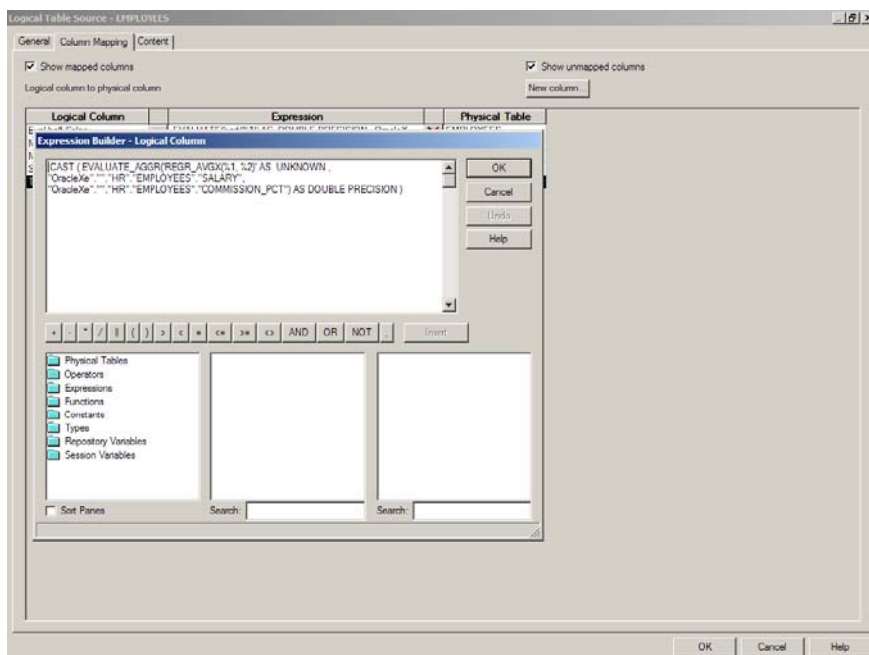 Logical Table Source - EMPLOYEES
General Column Mapping Content
Show mapped columns Show unmapped columns
Logical column to physical column New column...
Logical Column Expression Physical Table
EMPLOYEES
Expression Builder - Logical Column
CAST ( EVALUATE_AGGR('REGR_AVGX(%1, %2)' AS UNKNOWN ,
"OracleXe"."".\"HR"."EMPLOYEES"."SALARY",
"OracleXe"."".\"HR"."EMPLOYEES"."COMMISSION_PCT") AS DOUBLE PRECISION )
OK
Cancel
Undo
Help
+ - * / || ( ) > < = <= >= <> AND OR NOT , Insert
Physical Tables
Operators
Expressions
Functions
Constants
Types
Repository Variables
Session Variables
Sort Panes Search: Search:
OK Cancel Help